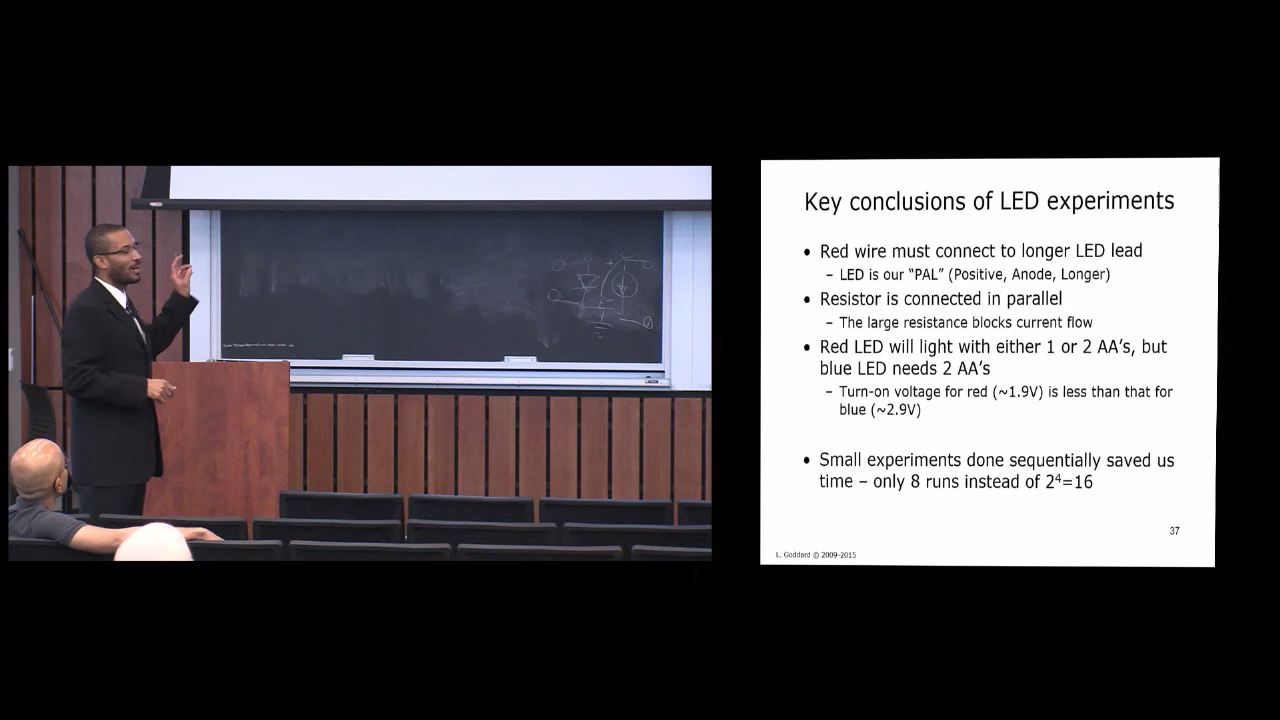 Key conclusions of LED experiments
• Red wire must connect to longer LED lead
– LED is our “PAL” (Positive, Anode, Longer)
• Resistor is connected in parallel
– The large resistance blocks current flow
• Red LED will light with either 1 or 2 AA’s, but
blue LED needs 2 AA’s
– Turn-on voltage for red (~1.9V) is less than that for
blue (~2.9V)
• Small experiments done sequentially saved us
time – only 8 runs instead of 2⁴=16
37
L. Goddard © 2009-2015